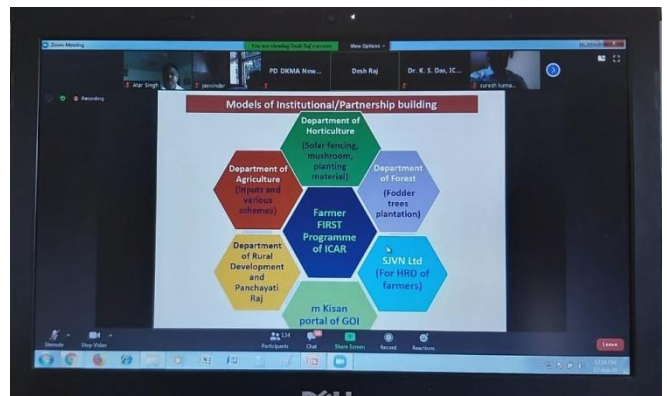 Zoom Meeting
You are viewing Desh Raj's screen
View Options
Atar Singh
Jaswinder
PD DKMA New...
Desh Raj
Dr. K. S. Das, IC...
suresh kuma...
Recording
Models of Institutional/Partnership building
Department of
Horticulture
(Solar fencing,
mushroom,
planting
material)
Department of
Agriculture
(Inputs and
various
schemes)
Department
of Forest
(Fodder
trees
plantation)
Farmer
FIRST
Programme
of ICAR
Department
of Rural
Development
and
Panchayati
Raj
SJVN Ltd
(For HRD of
farmers)
m Kisan
portal of GOI
Unmute
Stop Video
134
Participants
Chat
Share Screen
Record
Reactions
Leave
DELL